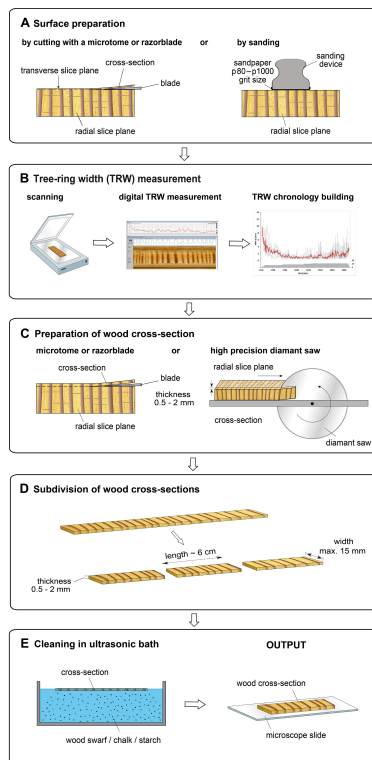 A Surface preparation
by cutting with a microtome or razorblade or by sanding
cross-section
transverse slice plane
blade
radial slice plane
sandpaper
p80–p1000
grit size
sanding
device
radial slice plane
B Tree-ring width (TRW) measurement
scanning
digital TRW measurement
TRW chronology building
C Preparation of wood cross-section
microtome or razorblade or high precision diamant saw
cross-section
blade
thickness
0.5 - 2 mm
radial slice plane
radial slice plane
cross-section
diamant saw
D Subdivision of wood cross-sections
length ~ 6 cm
width
max. 15 mm
thickness
0.5 - 2 mm
E Cleaning in ultrasonic bath
OUTPUT
cross-section
wood swarf / chalk / starch
wood cross-section
microscope slide